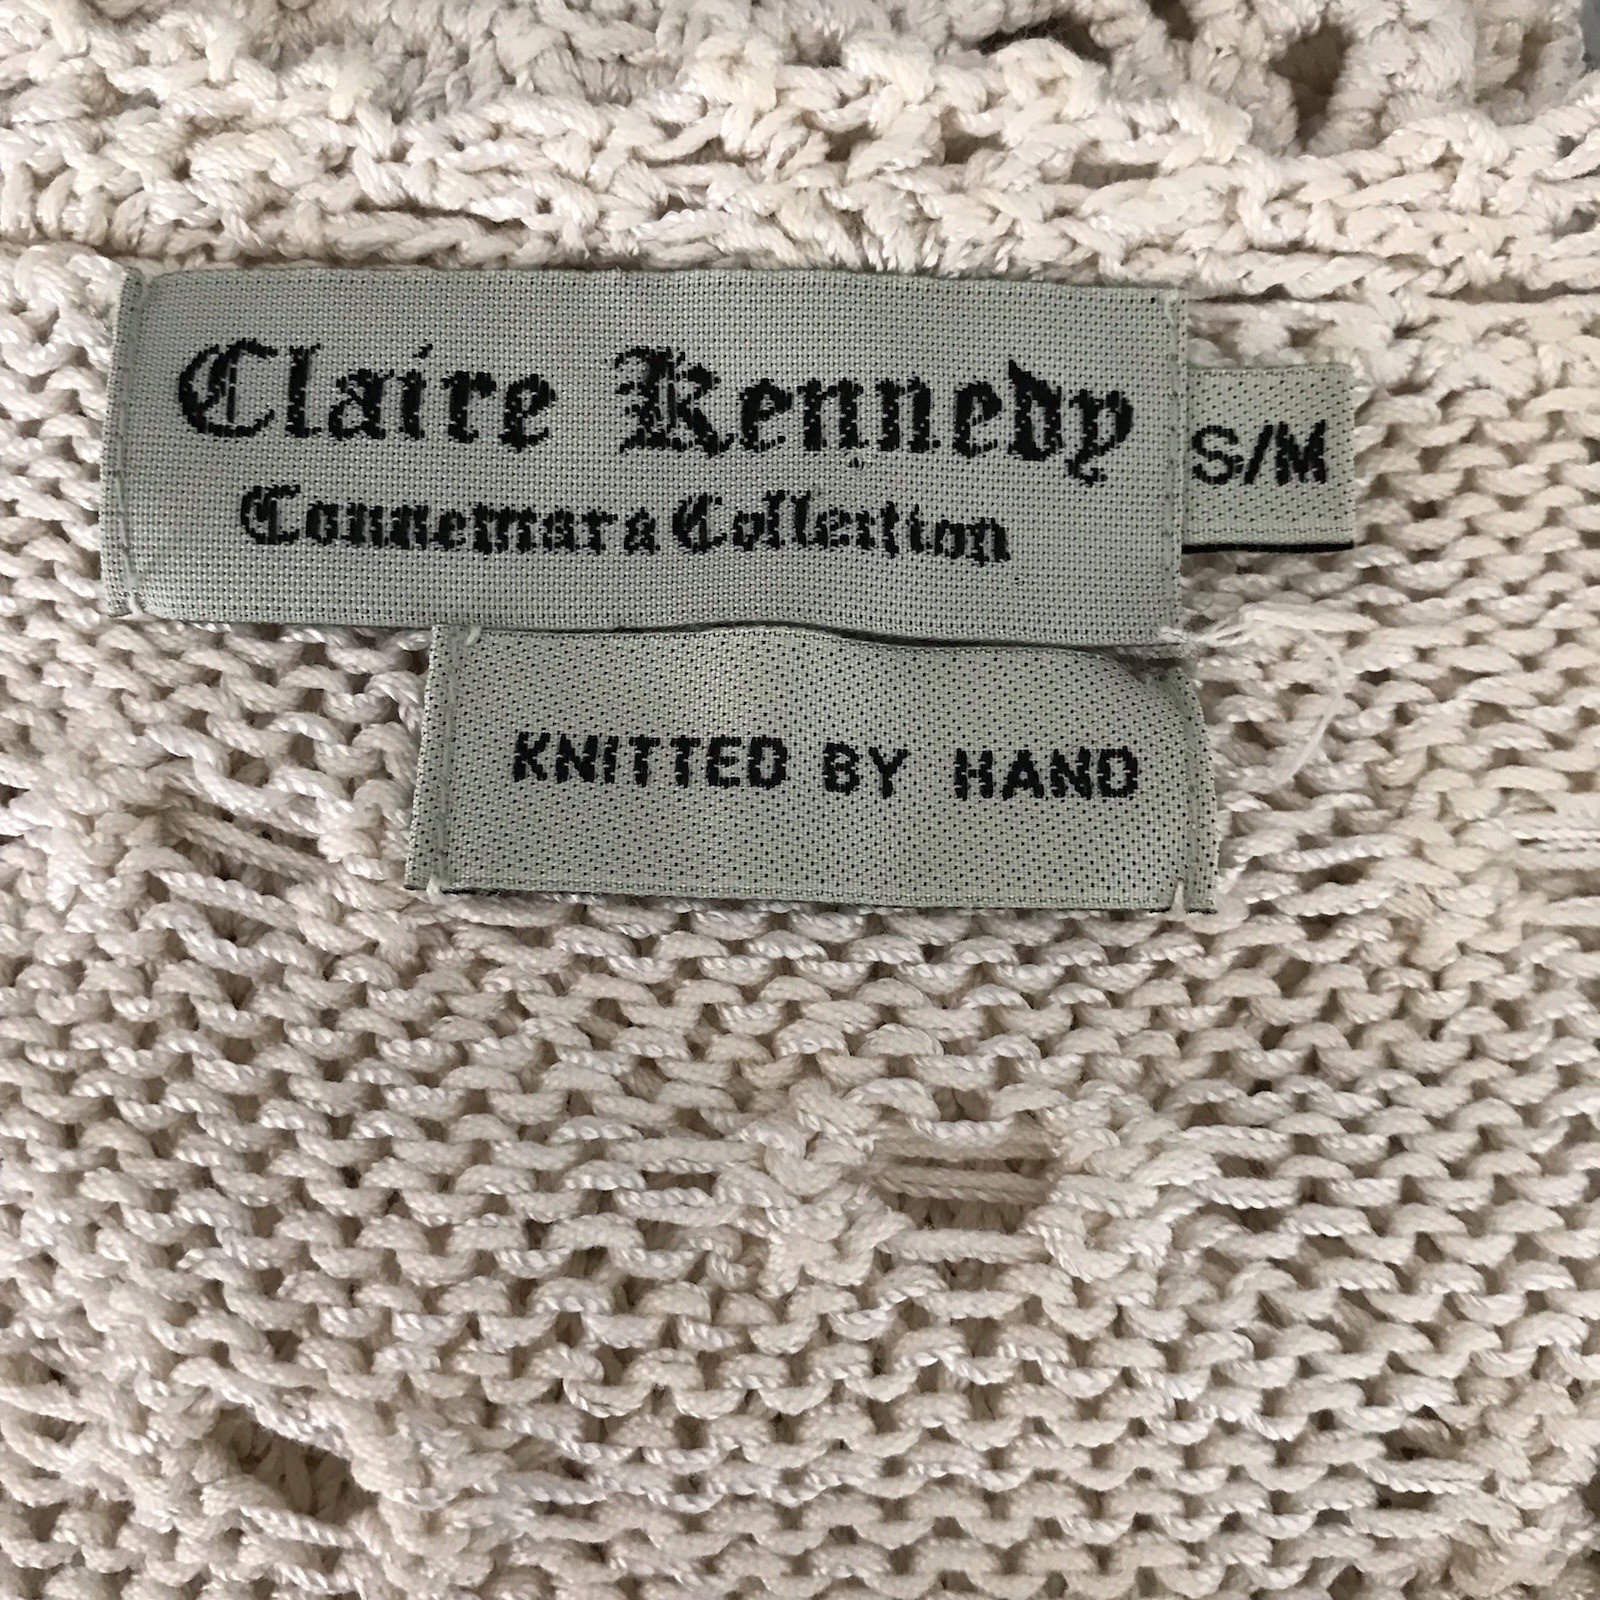 Claire Kennedy
Connemara Collection
S/M
KNITTED BY HAND